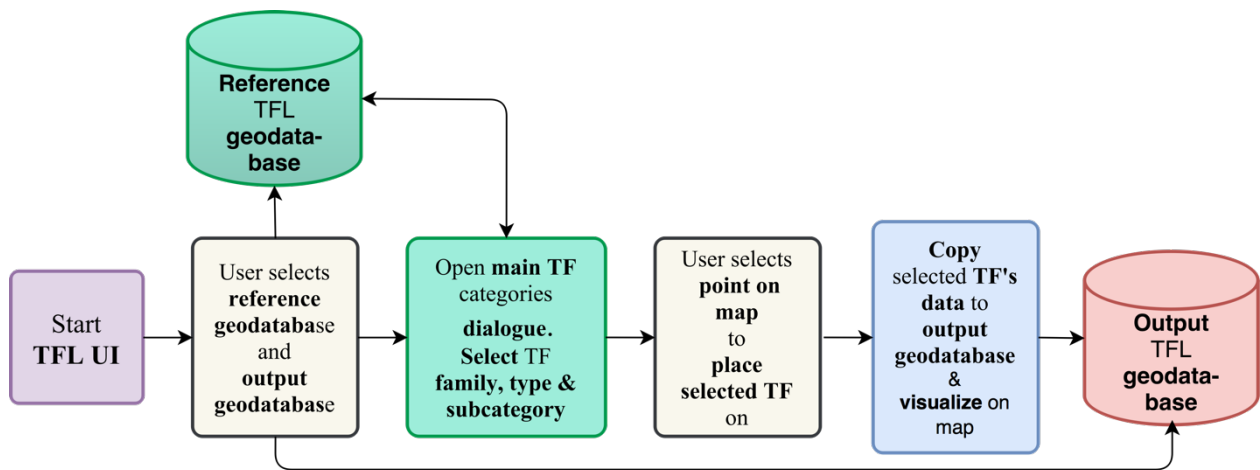 Reference
TFL
geodata-
base
Start
TFL UI
User selects
reference
geodatabase
and
output
geodatabase
Open main TF
categories
dialogue.
Select TF
family, type &
subcategory
User selects
point on
map
to
place
selected TF
on
Copy
selected TF's
data to
output
geodatabase
&
visualize on
map
Output
TFL
geodata-
base